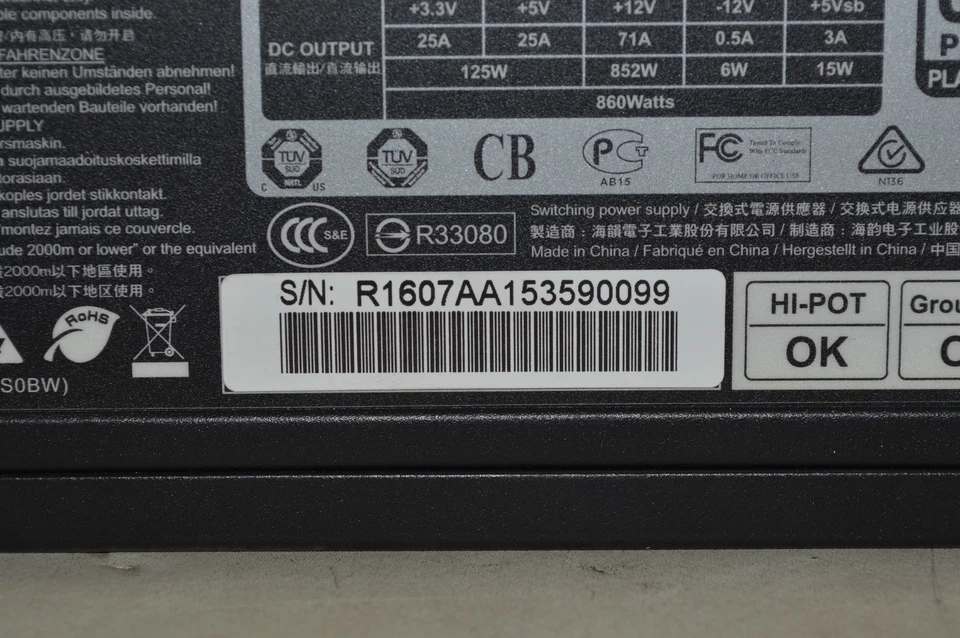 components inside.
+3.3V +5V +12V -12V +5Vsb
/内有高压，请勿开启
DC OUTPUT
直流輸出/直流输出
25A 25A 71A 0.5A 3A
125W 852W 6W 15W
860Watts
FAHRENZONE
ter keinen Umständen abnehmen!
durch ausgebildetes Personal!
wartenden Bauteile vorhanden!
SUPPLY
rsmaskin.
a suojamaadoituskoskettimilla
torasiaan.
koples jordet stikkontakt.
anslutas till jordat uttag.
/montez jamais ce couvercle.
ude 2000m or lower" or the equivalent
2000m以下地區使用。
2000m以下地区使用。
P
PLA
TÜV
SÜD
NRTL
C US
TÜV
SÜD
CB
PCT
AB15
FC
Tested To Comply
With FCC Standards
FOR HOME OR OFFICE USE
N136
CCC S&E
R33080
Switching power supply / 交換式電源供應器 / 交换式电源供应器
製造商：海韻電子工業股份有限公司 / 制造商：海韵电子工业股
Made in China / Fabriqué en China / Hergestellt in China / 中国
RoHS
S0BW)
S/N: R1607AA153590099
HI-POT
OK
Grou